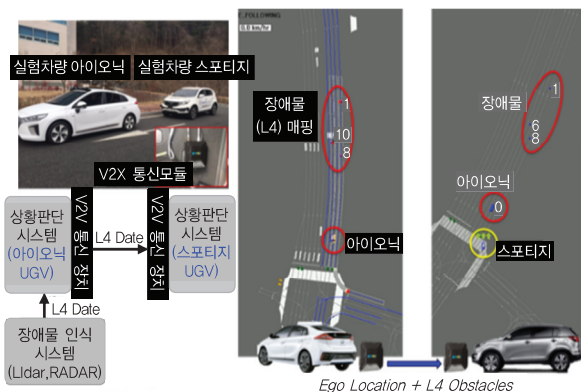 실험차량 아이오닉
실험차량 스포티지
V2X 통신모듈
상황판단
시스템
(아이오닉
UGV)
V2V 통신 장치
L4 Date
V2V 통신 장치
상황판단
시스템
(스포티지
UGV)
L4 Date
장애물 인식
시스템
(LIdar,RADAR)
FOLLOWING
0.0 km/hr
장애물
(L4) 매핑
1
10
8
아이오닉
장애물
1
6
8
아이오닉
0
스포티지
Ego Location + L4 Obstacles